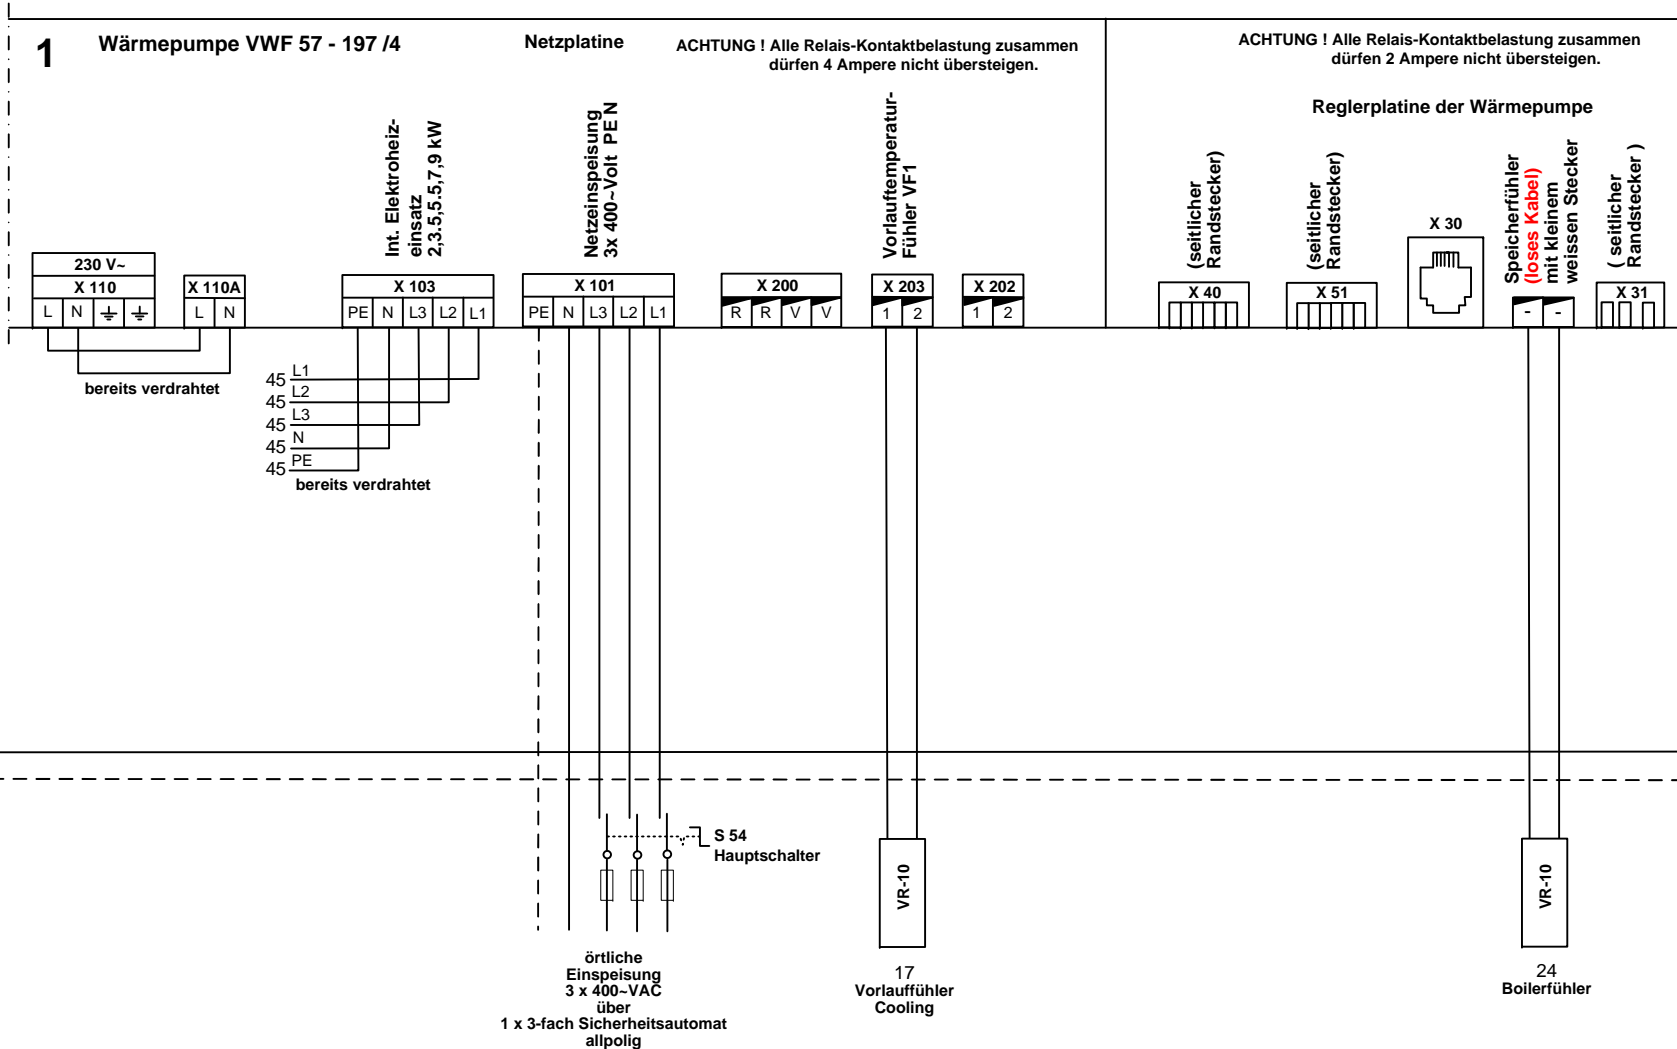 1
Wärmepumpe VWF 57 - 197 /4
Netzplatine
ACHTUNG ! Alle Relais-Kontaktbelastung zusammen
dürfen 4 Ampere nicht übersteigen.
ACHTUNG ! Alle Relais-Kontaktbelastung zusammen
dürfen 2 Ampere nicht übersteigen.
Reglerplatine der Wärmepumpe
Int. Elektroheiz-
einsatz
2,3.5,5.5,7,9 kW
Netzeinspeisung
3x 400~Volt PE N
Vorlauftemperatur-
Fühler VF1
(seitlicher
Randstecker)
(seitlicher
Randstecker)
X 30
Speicherfühler
(loses Kabel)
mit kleinem
weissen Stecker
( seitlicher
Randstecker )
230 V~
X 110
L N
X 110A
L N
X 103
PE N L3 L2 L1
X 101
PE N L3 L2 L1
X 200
R R V V
X 203
1 2
X 202
1 2
X 40
X 51
- -
X 31
bereits verdrahtet
45 L1
45 L2
45 L3
45 N
45 PE
bereits verdrahtet
S 54
Hauptschalter
VR-10
VR-10
örtliche
Einspeisung
3 x 400~VAC
über
1 x 3-fach Sicherheitsautomat
allpolig
17
Vorlauffühler
Cooling
24
Boilerfühler